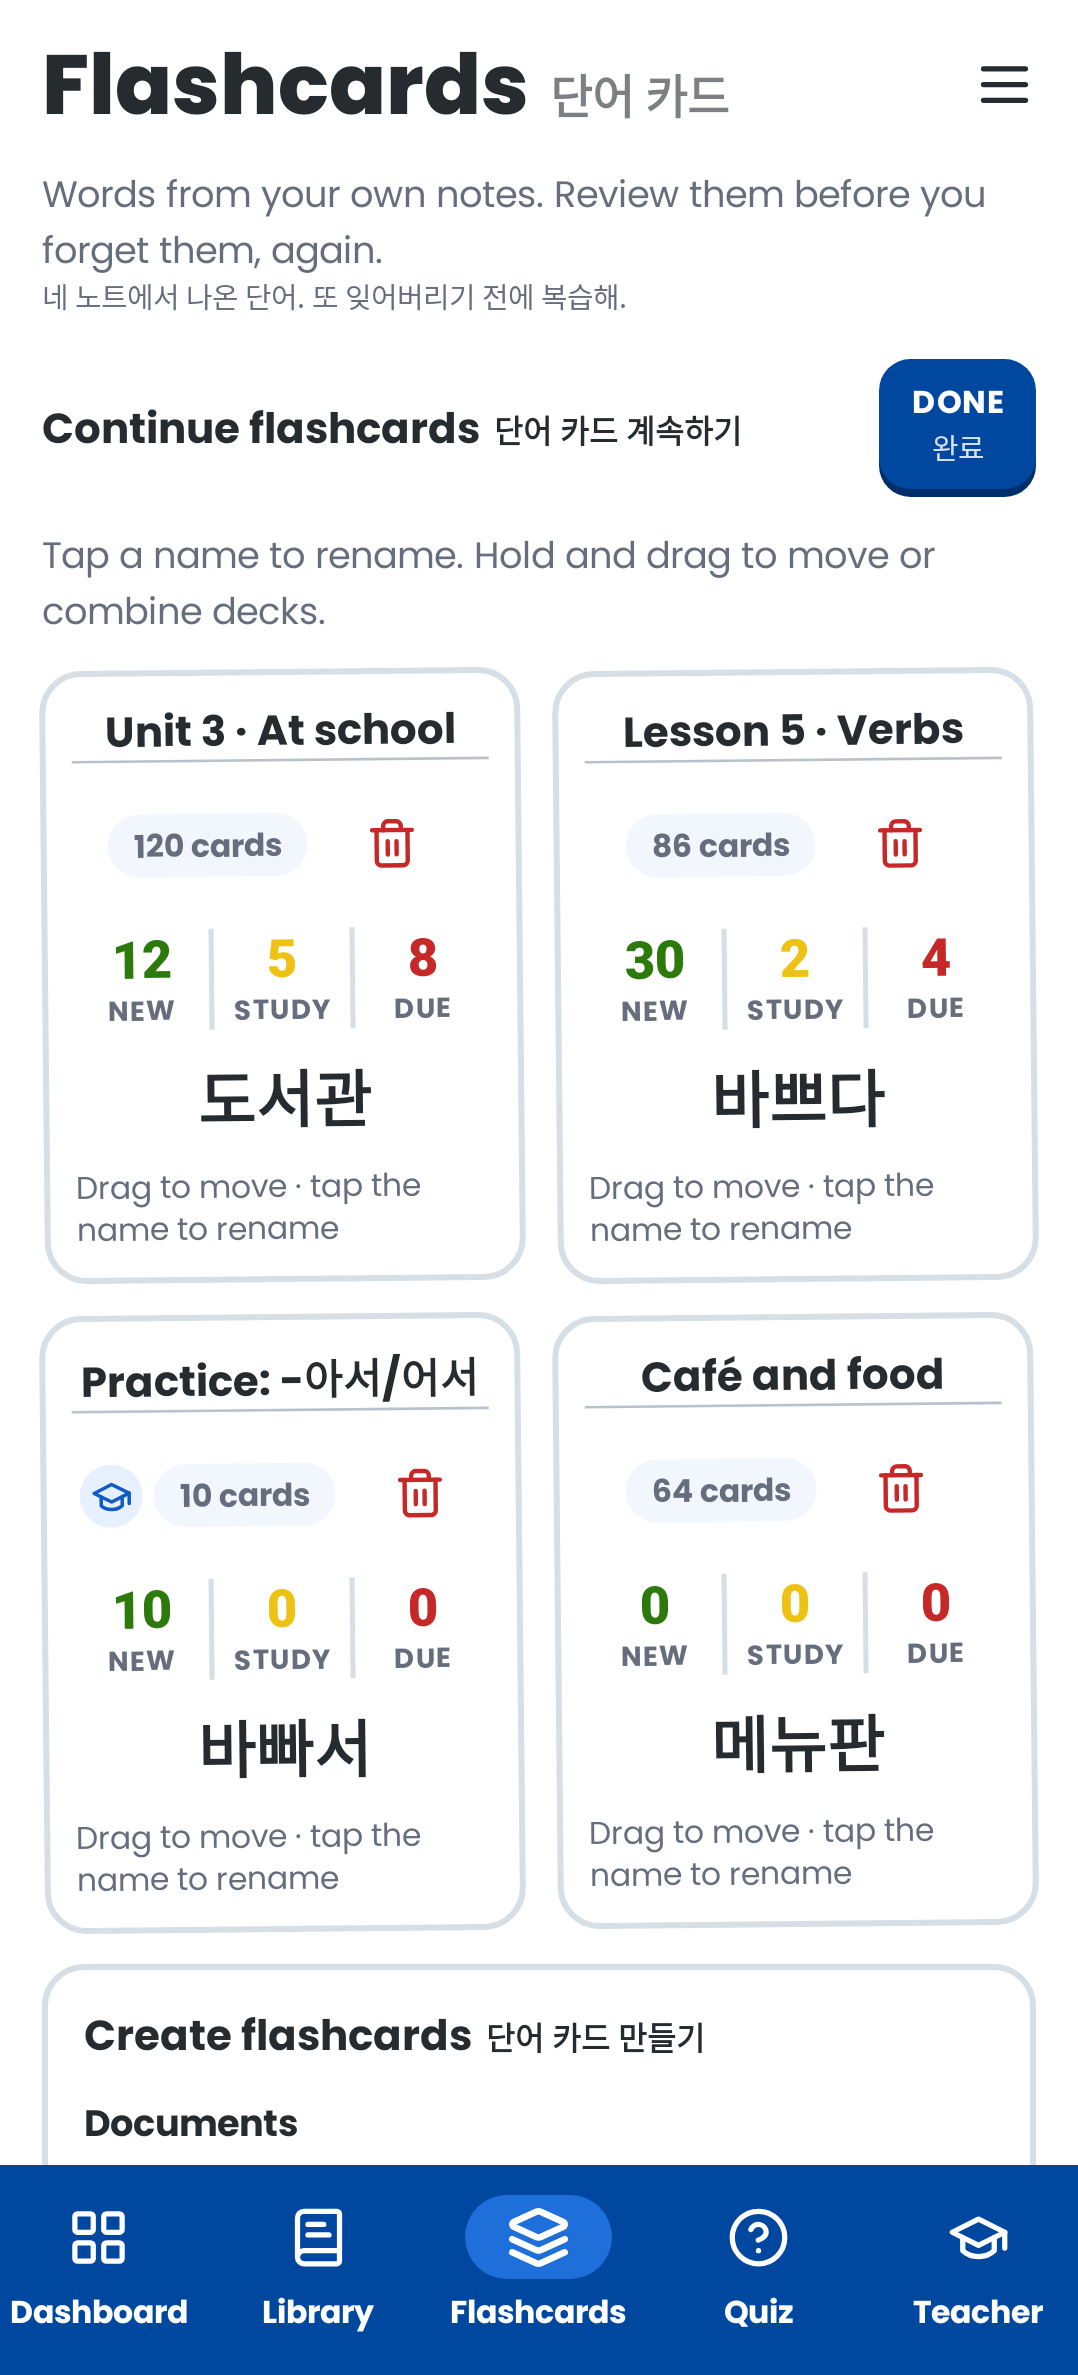 Flashcards 단어 카드
Words from your own notes. Review them before you
forget them, again.
네 노트에서 나온 단어. 또 잊어버리기 전에 복습해.
Continue flashcards 단어 카드 계속하기
DONE
완료
Tap a name to rename. Hold and drag to move or
combine decks.
Unit 3 · At school
120 cards
12 5 8
NEW STUDY DUE
도서관
Drag to move · tap the
name to rename
Lesson 5 · Verbs
86 cards
30 2 4
NEW STUDY DUE
바쁘다
Drag to move · tap the
name to rename
Practice: -아서/어서
10 cards
10 0 0
NEW STUDY DUE
바빠서
Drag to move · tap the
name to rename
Café and food
64 cards
0 0 0
NEW STUDY DUE
메뉴판
Drag to move · tap the
name to rename
Create flashcards 단어 카드 만들기
Documents
Dashboard Library Flashcards Quiz Teacher